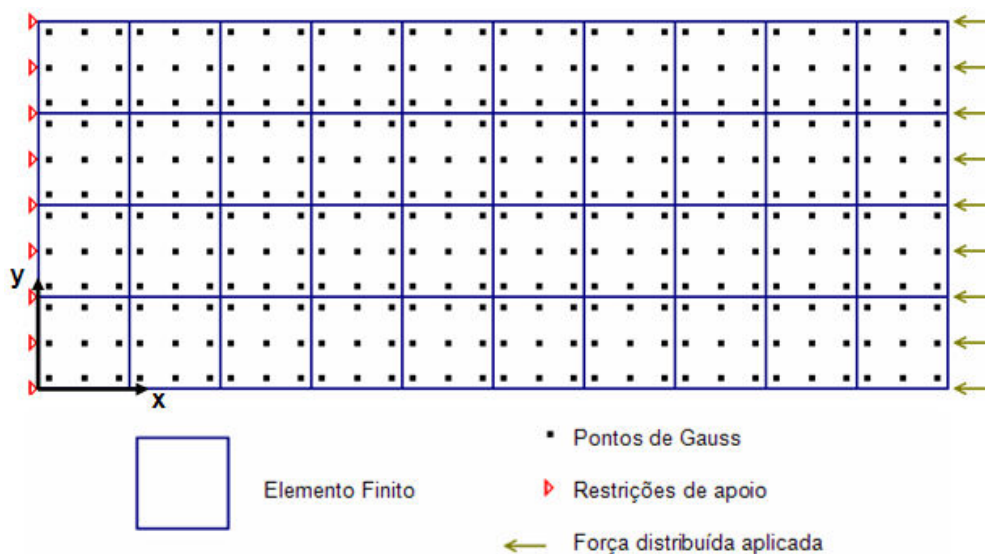 y
x
Pontos de Gauss
Elemento Finito
Restrições de apoio
Força distribuída aplicada